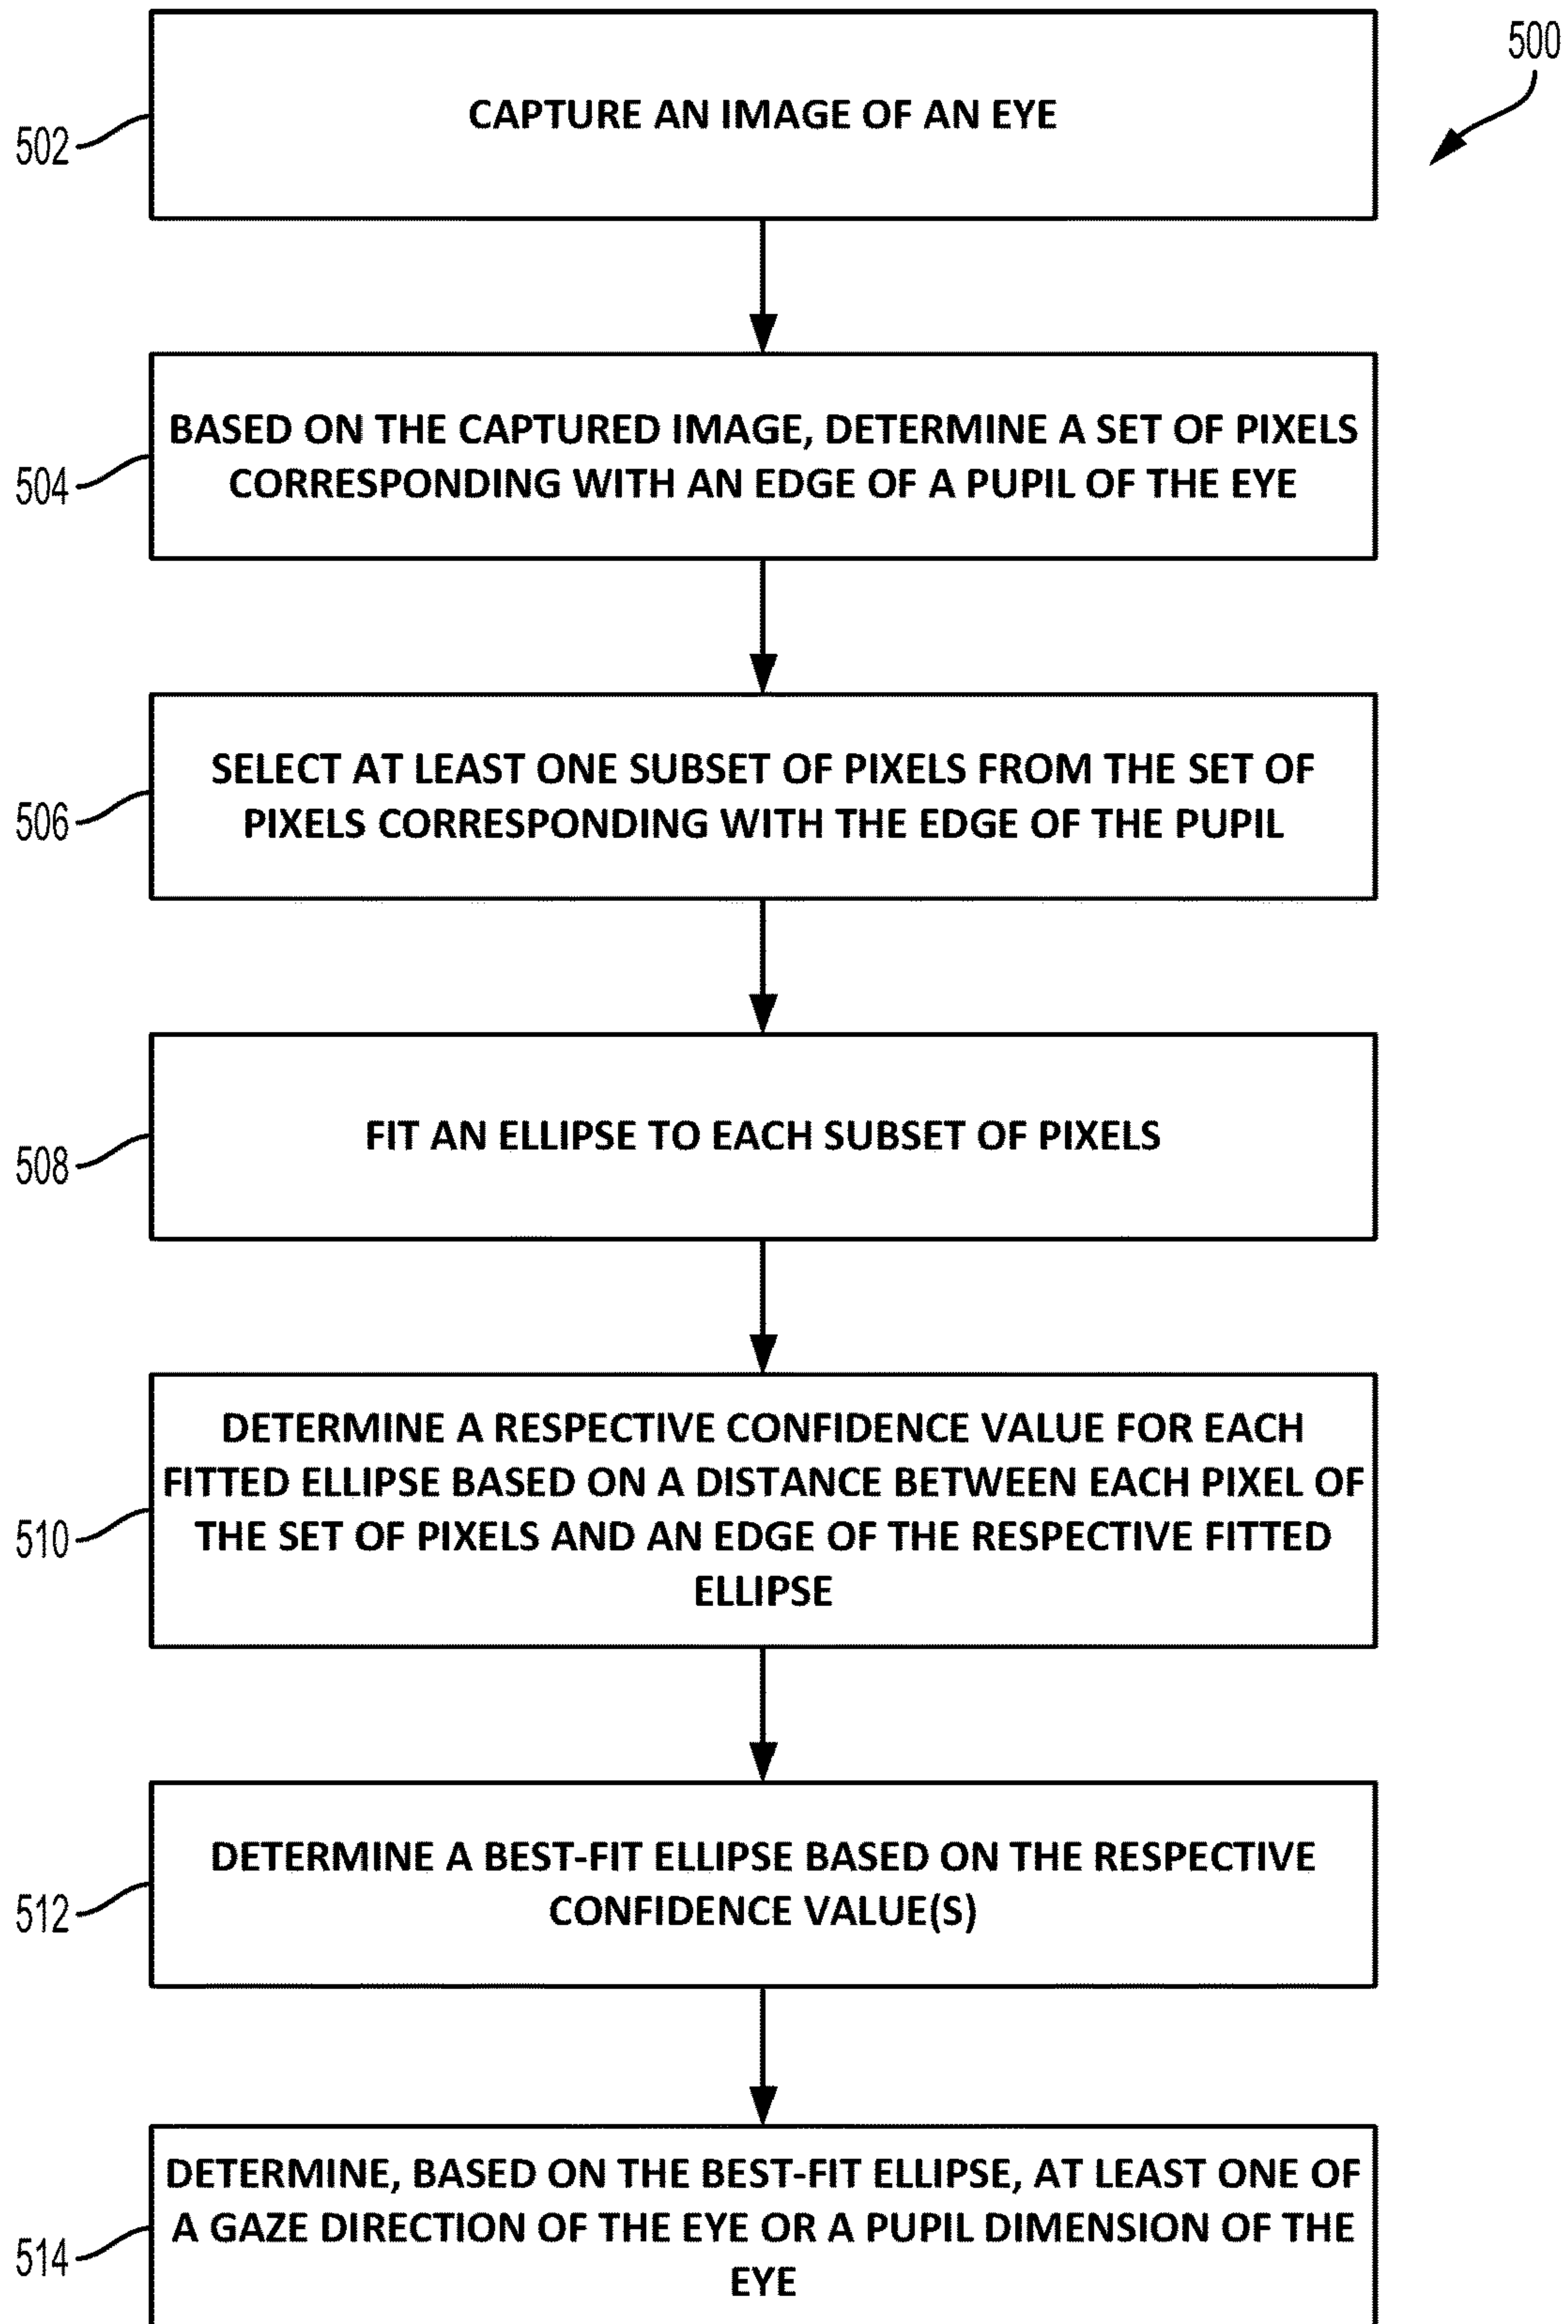 500
502
CAPTURE AN IMAGE OF AN EYE
504
BASED ON THE CAPTURED IMAGE, DETERMINE A SET OF PIXELS
CORRESPONDING WITH AN EDGE OF A PUPIL OF THE EYE
506
SELECT AT LEAST ONE SUBSET OF PIXELS FROM THE SET OF
PIXELS CORRESPONDING WITH THE EDGE OF THE PUPIL
508
FIT AN ELLIPSE TO EACH SUBSET OF PIXELS
510
DETERMINE A RESPECTIVE CONFIDENCE VALUE FOR EACH
FITTED ELLIPSE BASED ON A DISTANCE BETWEEN EACH PIXEL OF
THE SET OF PIXELS AND AN EDGE OF THE RESPECTIVE FITTED
ELLIPSE
512
DETERMINE A BEST-FIT ELLIPSE BASED ON THE RESPECTIVE
CONFIDENCE VALUE(S)
514
DETERMINE, BASED ON THE BEST-FIT ELLIPSE, AT LEAST ONE OF
A GAZE DIRECTION OF THE EYE OR A PUPIL DIMENSION OF THE
EYE